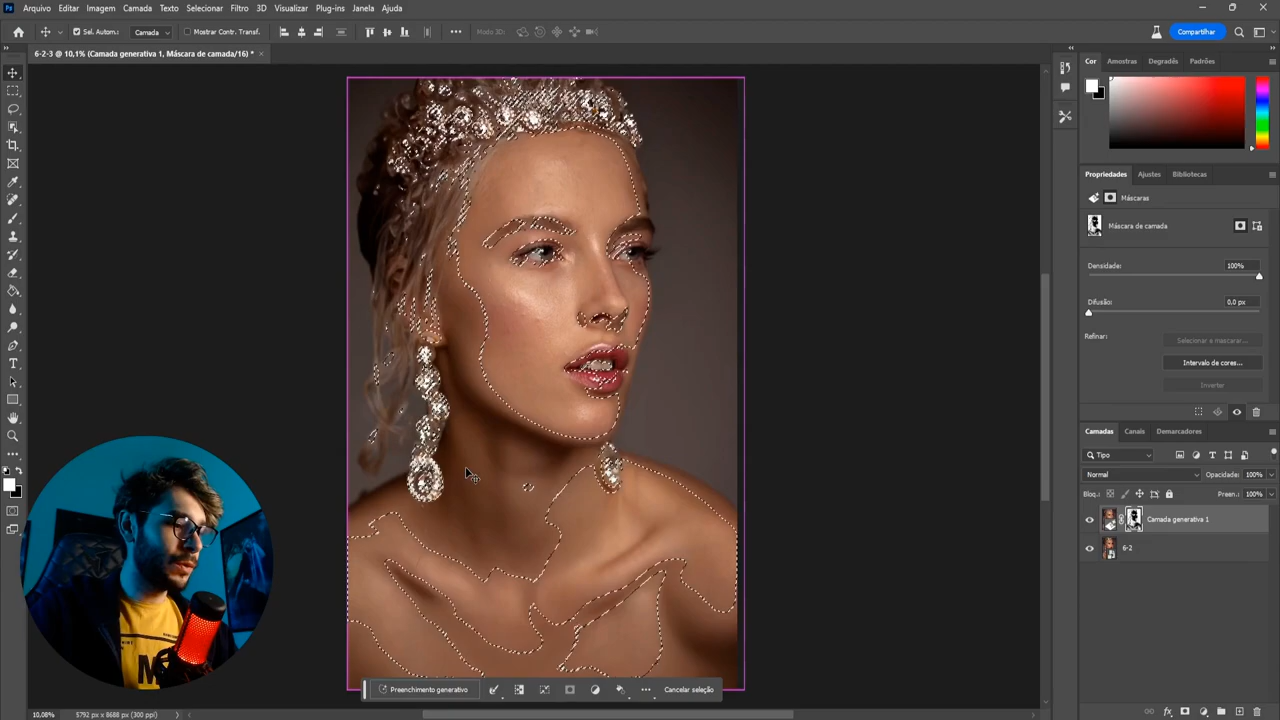 Ps Arquivo Editar Imagem Camada Texto Selecionar Filtro 3D Visualizar Plug-ins Janela Ajuda
Sel. Autom.: Camada Mostrar Contr. Transf. Modo 3D: Compartilhar
6-2-3 @ 10,1% (Camada generativa 1, Máscara de camada/16) *
Cor Amostras Degradês Padrões
Propriedades Ajustes Bibliotecas
Máscaras
Máscara de camada
Densidade: 100%
Difusão: 0,0 px
Refinar: Selecionar e mascarar...
Intervalo de cores...
Inverter
Camadas Canais Demarcadores
Tipo
Normal Opacidade: 100%
Bloq.: Preen.: 100%
Camada generativa 1
6-2
M
Preenchimento generativo Cancelar seleção
10,08% 5792 px x 8688 px (300 ppi)